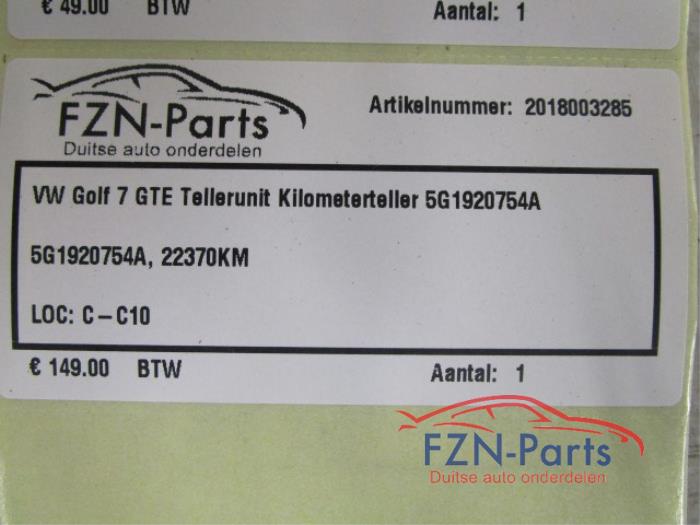 € 49.00 BTW Aantal: 1
FZN-Parts
Duitse auto onderdelen
Artikelnummer: 2018003285
VW Golf 7 GTE Tellerunit Kilometerteller 5G1920754A
5G1920754A, 22370KM
LOC: C-C10
€ 149.00 BTW Aantal: 1
FZN-Parts
Duitse auto onderdelen